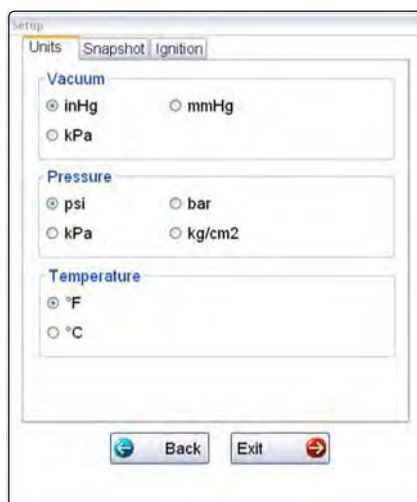 Setup
Units Snapshot Ignition
Vacuum
inHg mmHg
kPa
Pressure
psi bar
kPa kg/cm2
Temperature
°F
°C
Back Exit